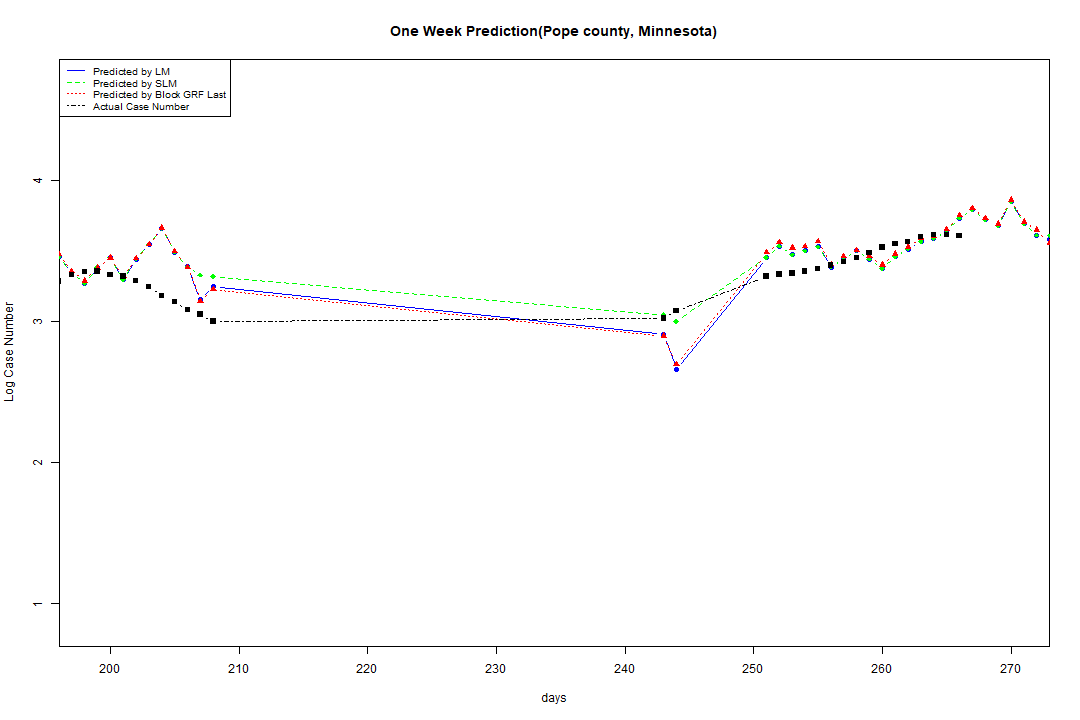 One Week Prediction(Pope county, Minnesota)
Predicted by LM
Predicted by SLM
Predicted by Block GRF Last
Actual Case Number
4
3
2
1
Log Case Number
200 210 220 230 240 250 260 270
days